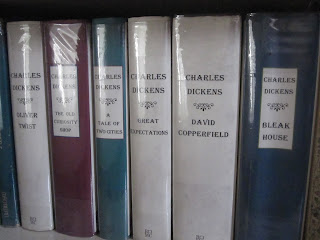 CHARLES
DICKENS
OLIVER
TWIST
CHARLES
DICKENS
THE OLD
CURIOSITY
SHOP
CHARLES
DICKENS
A
TALE OF
TWO CITIES
CHARLES
DICKENS
GREAT
EXPECTATIONS
CHARLES
DICKENS
DAVID
COPPERFIELD
CHARLES
DICKENS
BLEAK
HOUSE